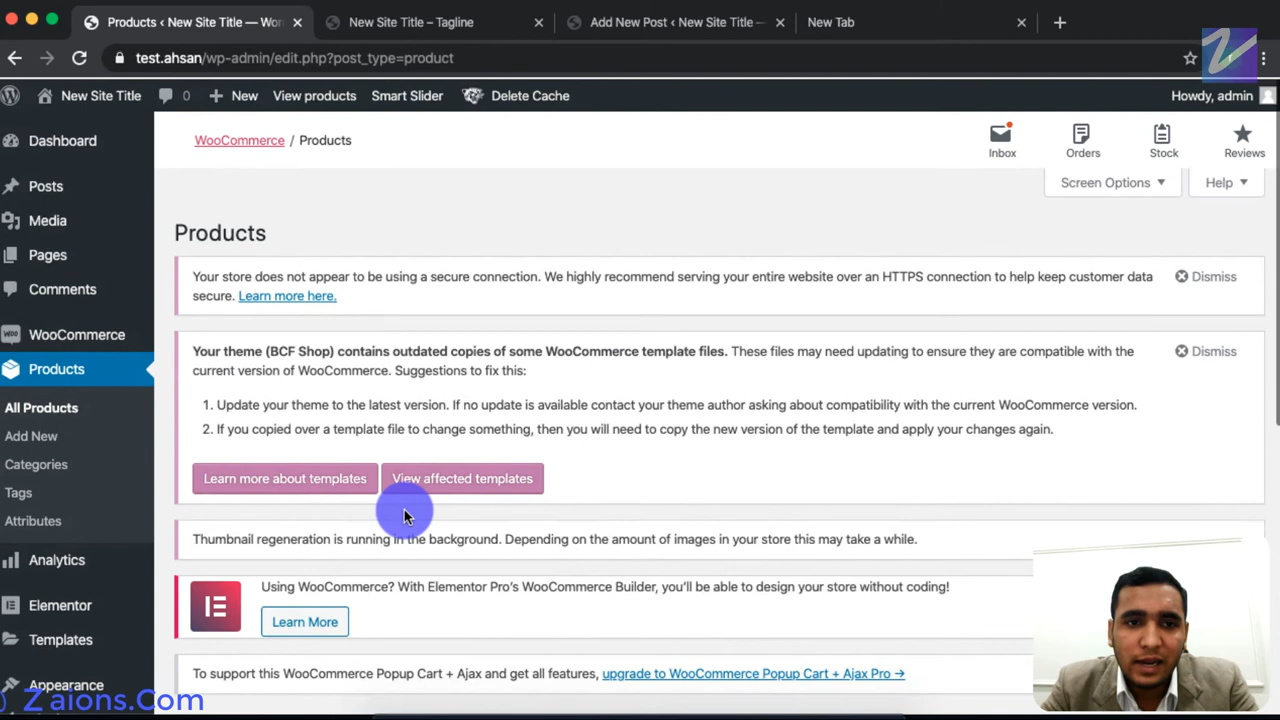 Products ‹ New Site Title — Wor
New Site Title – Tagline
Add New Post ‹ New Site Title –
New Tab
test.ahsan/wp-admin/edit.php?post_type=product
New Site Title
0
New
View products
Smart Slider
Delete Cache
Howdy, admin
Dashboard
Posts
Media
Pages
Comments
WooCommerce
Products
All Products
Add New
Categories
Tags
Attributes
Analytics
Elementor
Templates
Appearance
WooCommerce / Products
Inbox
Orders
Stock
Reviews
Screen Options
Help
Products
Your store does not appear to be using a secure connection. We highly recommend serving your entire website over an HTTPS connection to help keep customer data
secure. Learn more here.
Dismiss
Your theme (BCF Shop) contains outdated copies of some WooCommerce template files. These files may need updating to ensure they are compatible with the
current version of WooCommerce. Suggestions to fix this:
Dismiss
1. Update your theme to the latest version. If no update is available contact your theme author asking about compatibility with the current WooCommerce version.
2. If you copied over a template file to change something, then you will need to copy the new version of the template and apply your changes again.
Learn more about templates
View affected templates
Thumbnail regeneration is running in the background. Depending on the amount of images in your store this may take a while.
Using WooCommerce? With Elementor Pro's WooCommerce Builder, you'll be able to design your store without coding!
Learn More
To support this WooCommerce Popup Cart + Ajax and get all features, upgrade to WooCommerce Popup Cart + Ajax Pro →
Zaions.Com